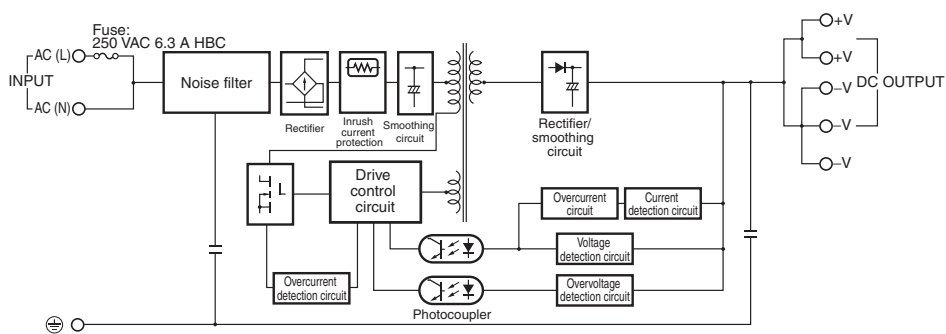 Fuse:
250 VAC 6.3 A HBC
AC (L)
INPUT
AC (N)
Noise filter
Rectifier
Inrush
current
protection
Smoothing
circuit
Rectifier/
smoothing
circuit
+V
+V
DC OUTPUT
–V
–V
–V
Drive
control
circuit
Overcurrent
circuit
Current
detection circuit
Voltage
detection circuit
Overcurrent
detection circuit
Overvoltage
detection circuit
Photocoupler